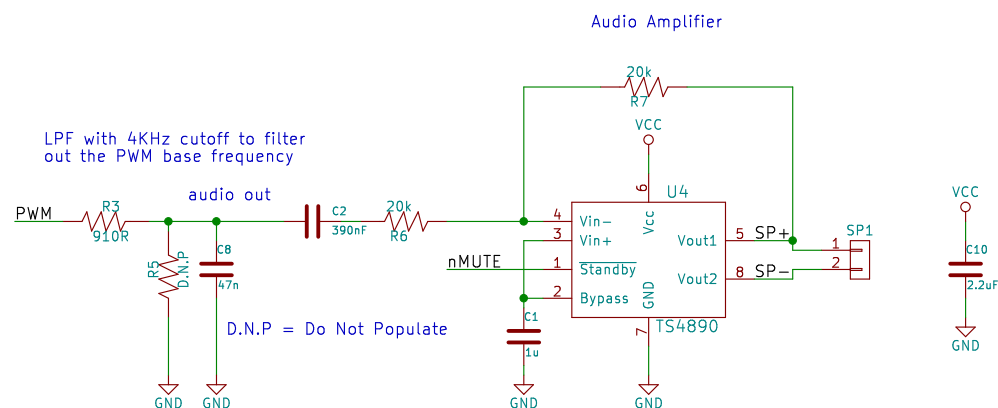 Audio Amplifier
20k
R7
LPF with 4KHz cutoff to filter
out the PWM base frequency
VCC
audio out
PWM
R3
910R
C2
390nF
20k
R6
6
Vcc
U4
4 Vin-
3 Vin+
nMUTE
1 Standby
2 Bypass
Vout1 5 SP+
Vout2 8 SP-
GND
7
TS4890
SP1
1
2
VCC
C10
2.2uF
GND
R5
D.N.P
C8
47n
D.N.P = Do Not Populate
C1
1u
GND
GND
GND
GND